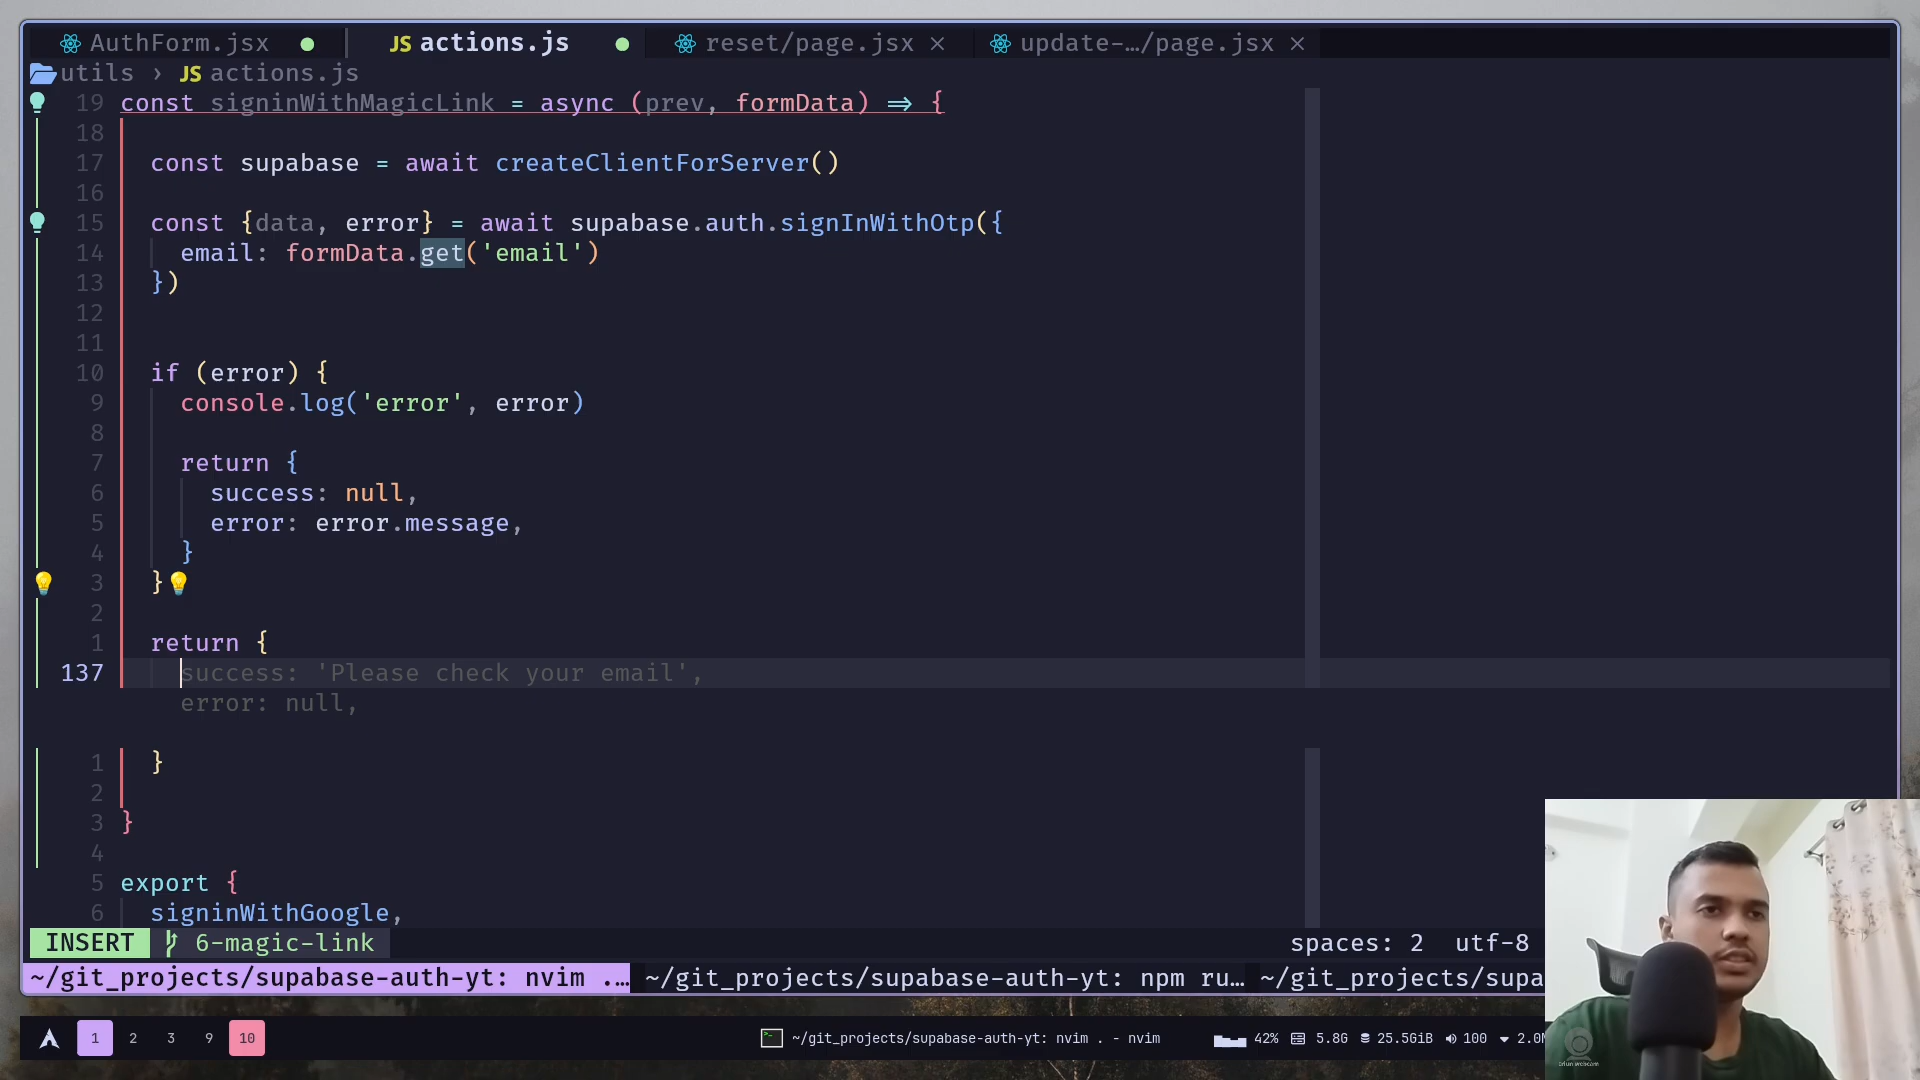 AuthForm.jsx JS actions.js reset/page.jsx × update-…/page.jsx ×
utils › JS actions.js
19 const signinWithMagicLink = async (prev, formData) => {
18
17 const supabase = await createClientForServer()
16
15 const {data, error} = await supabase.auth.signInWithOtp({
14 email: formData.get('email')
13 })
12
11
10 if (error) {
9 console.log('error', error)
8
7 return {
6 success: null,
5 error: error.message,
4 }
3 }
2
1 return {
137 success: 'Please check your email',
error: null,
1 }
2
3 }
4
5 export {
6 signinWithGoogle,
INSERT 6-magic-link spaces: 2 utf-8
~/git_projects/supabase-auth-yt: nvim .… ~/git_projects/supabase-auth-yt: npm ru… ~/git_projects/supa
1 2 3 9 10 ~/git_projects/supabase-auth-yt: nvim . - nvim 42% 5.8G 25.5GiB 100 2.0